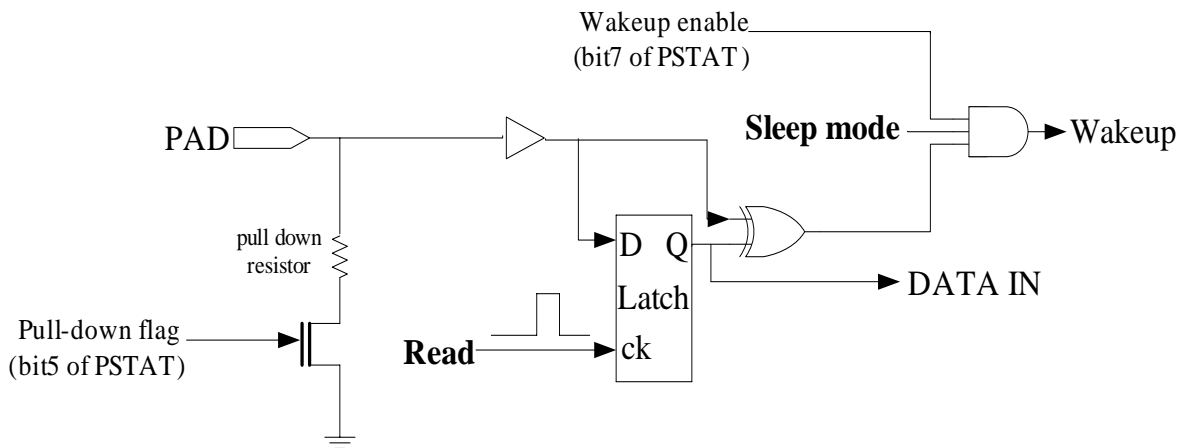 Wakeup enable
(bit7 of PSTAT)
Sleep mode
Wakeup
PAD
pull down
resistor
D Q
Latch
ck
DATA IN
Pull-down flag
(bit5 of PSTAT)
Read